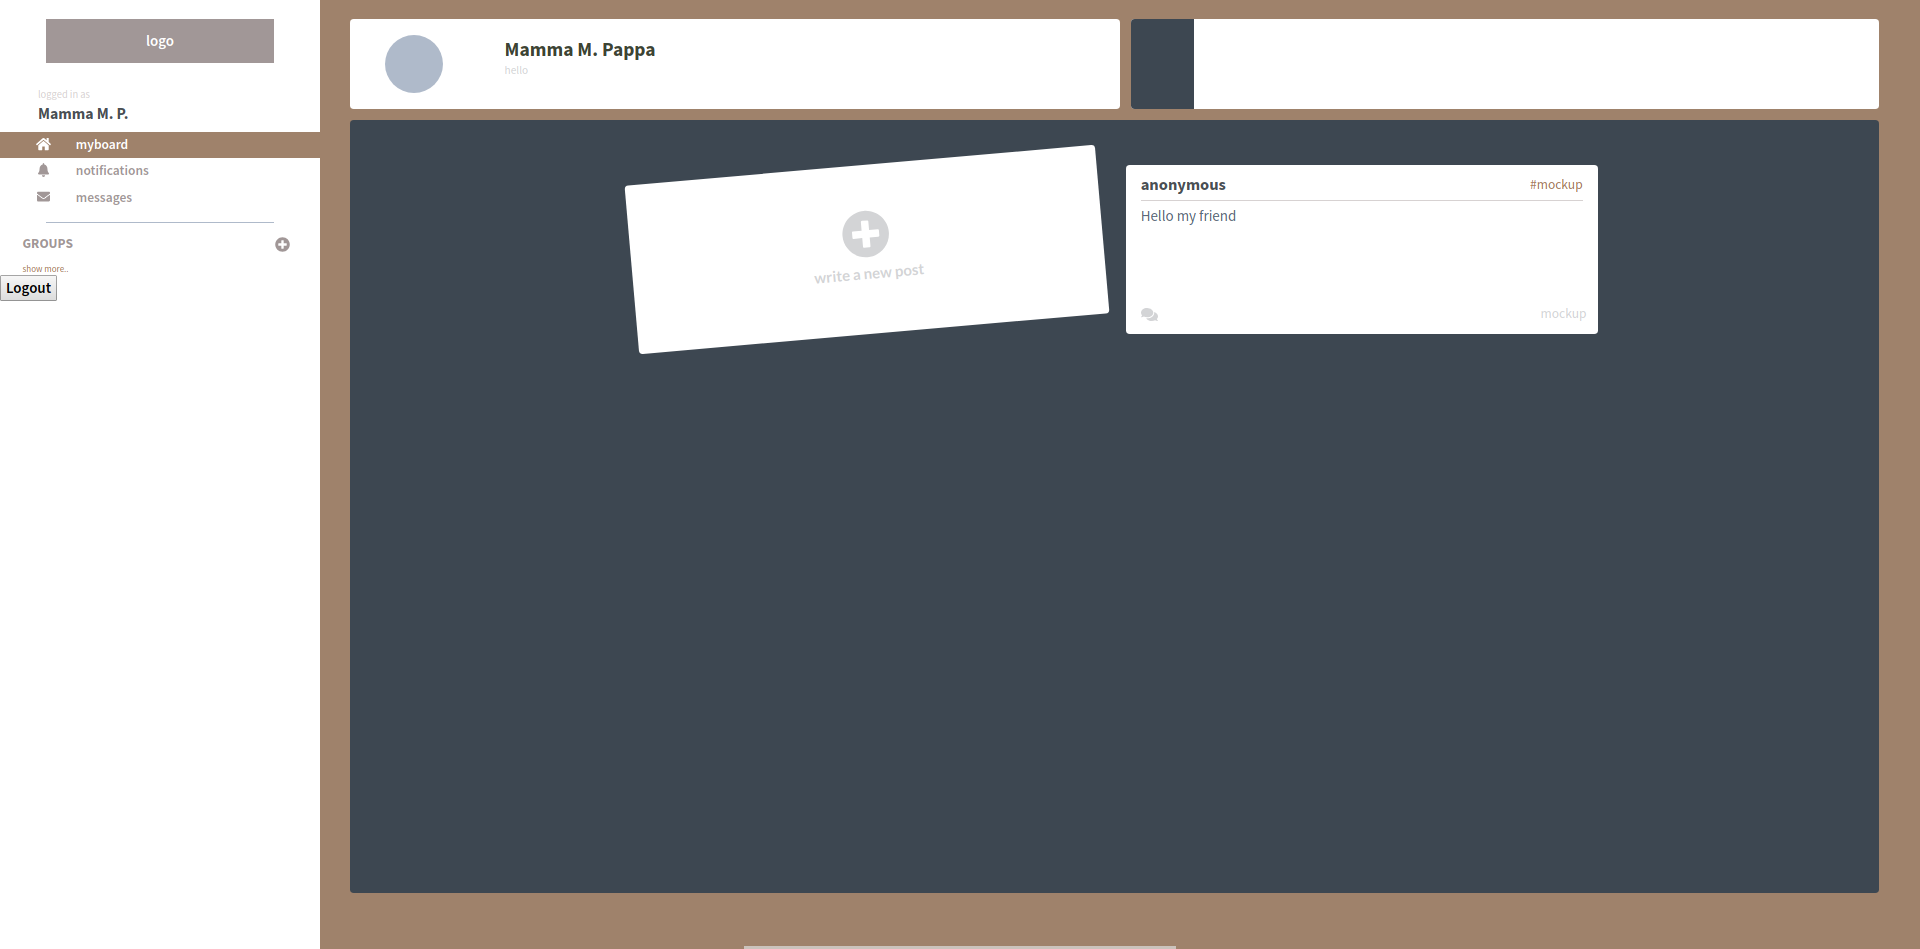 logo
logged in as
Mamma M. P.
myboard
notifications
messages
GROUPS
show more..
Logout
Mamma M. Pappa
hello
write a new post
anonymous #mockup
Hello my friend
mockup